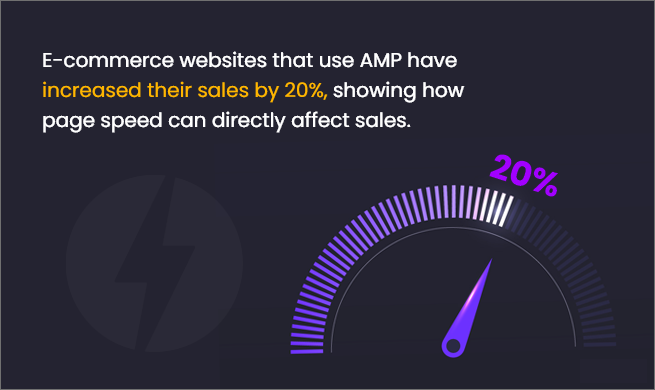 E-commerce websites that use AMP have
increased their sales by 20%, showing how
page speed can directly affect sales.
20%